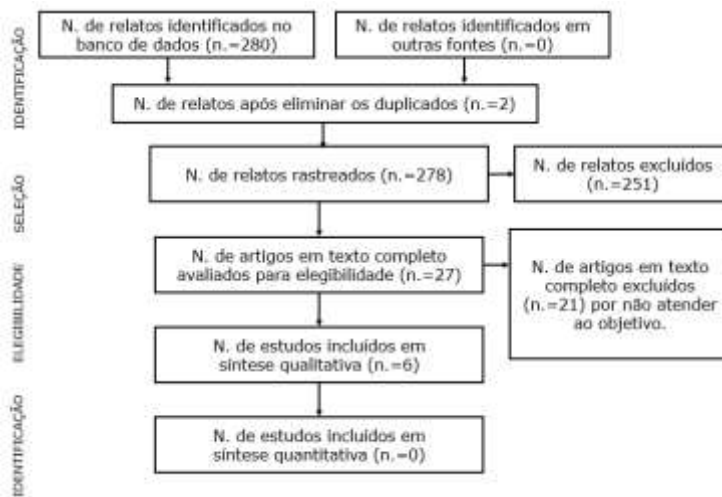 IDENTIFICAÇÃO
N. de relatos identificados no
banco de dados (n.=280)
N. de relatos identificados em
outras fontes (n.=0)
N. de relatos após eliminar os duplicados (n.=2)
SELEÇÃO
N. de relatos rastreados (n.=278)
N. de relatos excluídos
(n.=251)
ELEGIBILIDADE
N. de artigos em texto completo
avaliados para elegibilidade (n.=27)
N. de artigos em texto
completo excluídos
(n.=21) por não atender
ao objetivo.
N. de estudos incluídos em
síntese qualitativa (n.=6)
IDENTIFICAÇÃO
N. de estudos incluídos em
síntese quantitativa (n.=0)